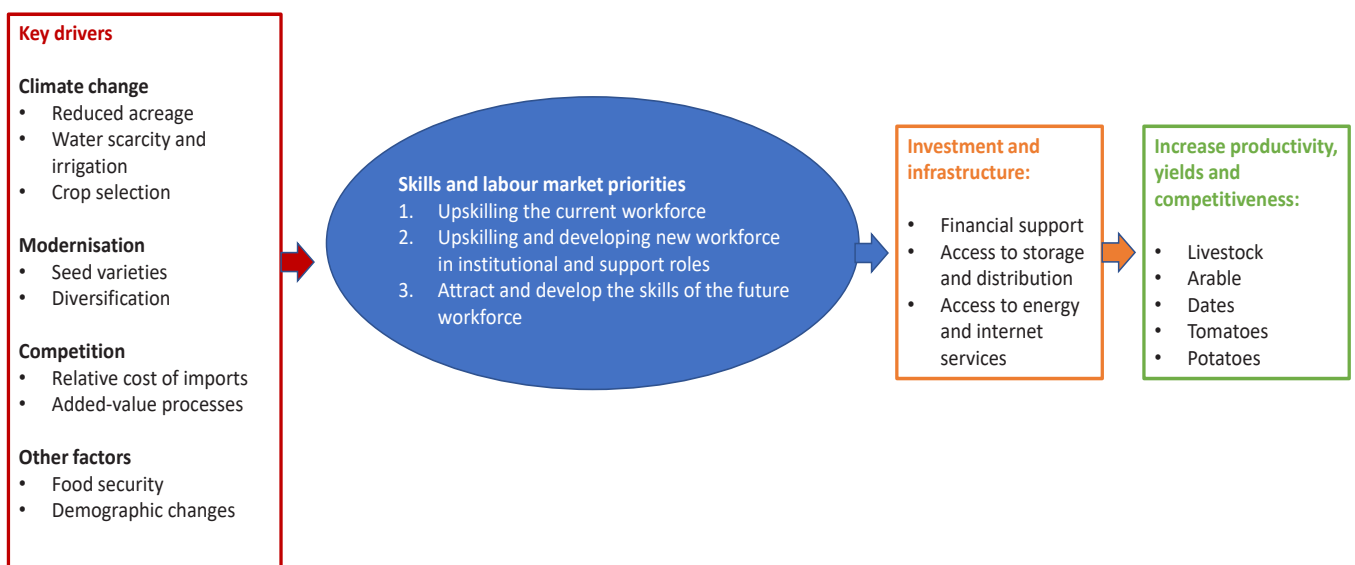 Key drivers
Climate change
• Reduced acreage
• Water scarcity and
irrigation
• Crop selection
Modernisation
• Seed varieties
• Diversification
Competition
• Relative cost of imports
• Added-value processes
Other factors
• Food security
• Demographic changes
Skills and labour market priorities
1. Upskilling the current workforce
2. Upskilling and developing new workforce
in institutional and support roles
3. Attract and develop the skills of the future
workforce
Investment and
infrastructure:
• Financial support
• Access to storage
and distribution
• Access to energy
and internet
services
Increase productivity,
yields and
competitiveness:
• Livestock
• Arable
• Dates
• Tomatoes
• Potatoes